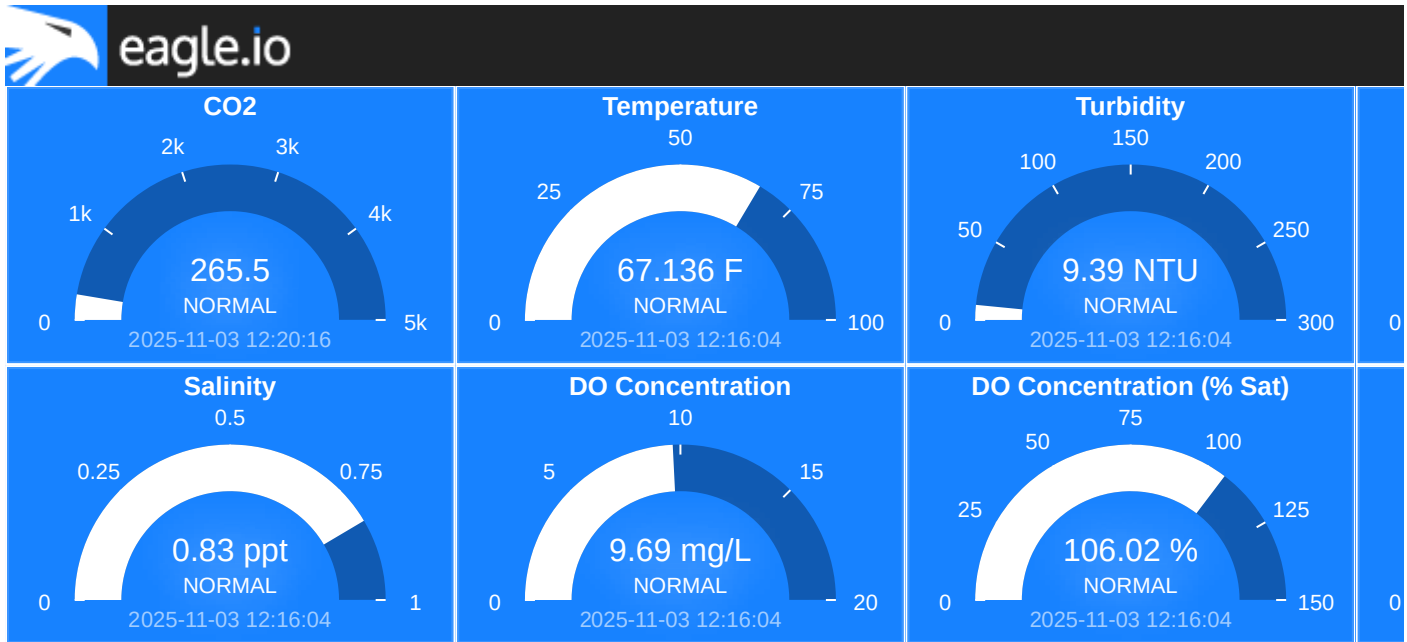 eagle.io
CO2
2k 3k
1k 4k
0 5k
265.5
NORMAL
2025-11-03 12:20:16
Temperature
50
25 75
0 100
67.136 F
NORMAL
2025-11-03 12:16:04
Turbidity
150
100 200
50 250
0 300
9.39 NTU
NORMAL
2025-11-03 12:16:04
0
Salinity
0.5
0.25 0.75
0 1
0.83 ppt
NORMAL
2025-11-03 12:16:04
DO Concentration
10
5 15
0 20
9.69 mg/L
NORMAL
2025-11-03 12:16:04
DO Concentration (% Sat)
75
50 100
25 125
0 150
106.02 %
NORMAL
2025-11-03 12:16:04
0